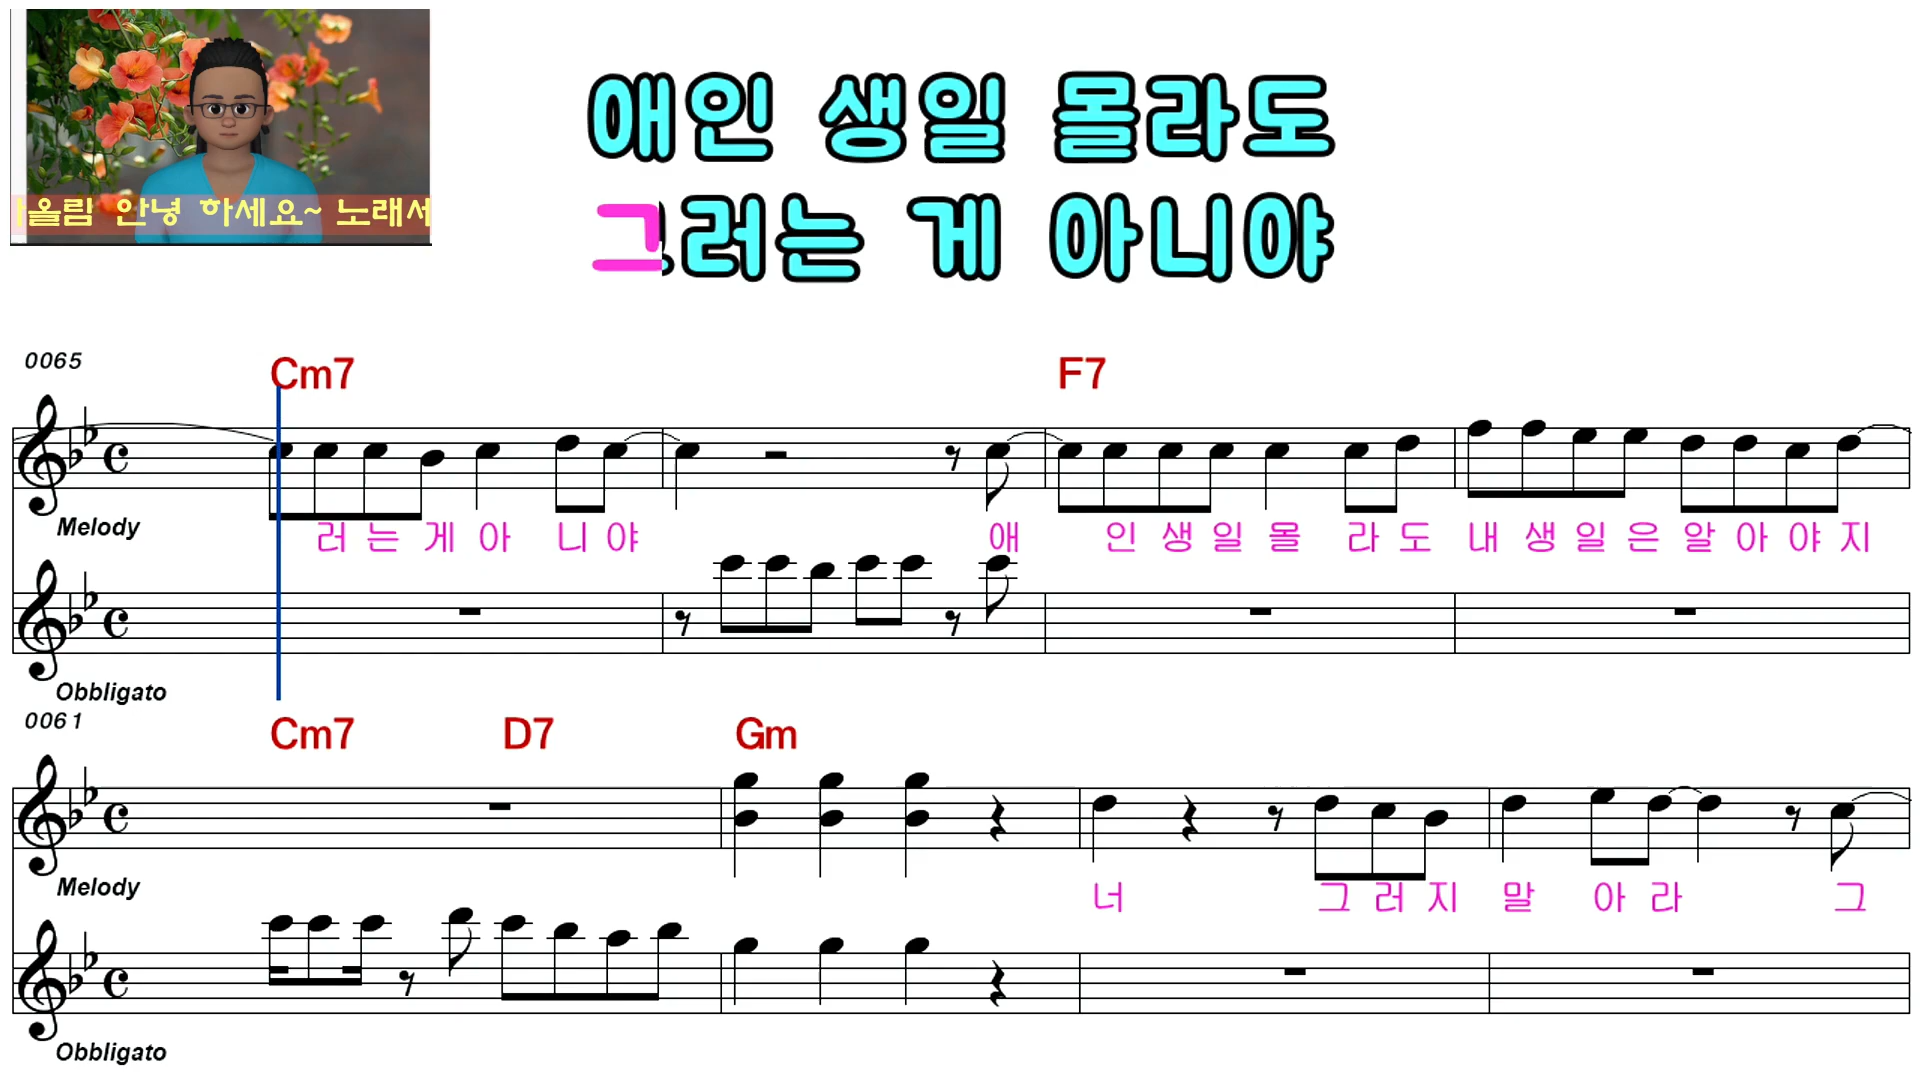 애인 생일 몰라도
그러는 게 아니야
올림 안녕 하세요~ 노래
0065
Cm7 F7
Melody
러 는 게 아 니 야 애 인 생 일 몰 라 도 내 생 일 은 알 아 야 지
Obbligato
0061
Cm7 D7 Gm
Melody
너 그 러 지 말 아 라 그
Obbligato